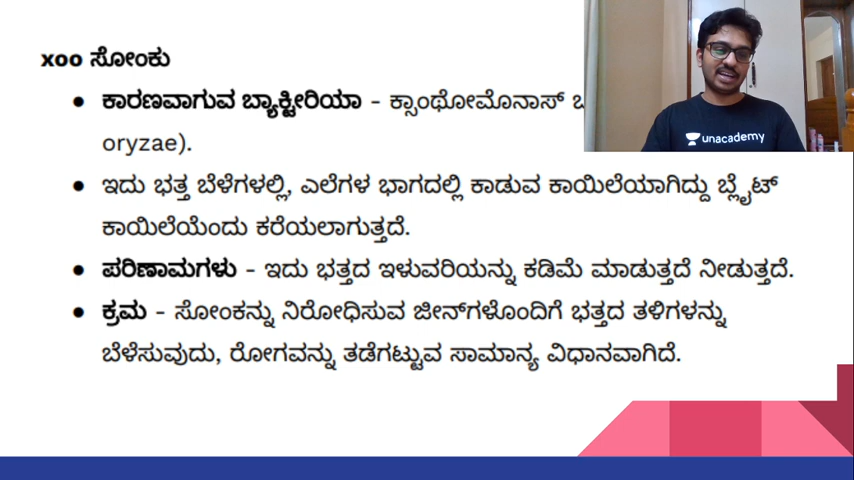 xoo ಸೋಂಕು
● ಕಾರಣವಾಗುವ ಬ್ಯಾಕ್ಟೀರಿಯಾ - ಕ್ಸಾಂಥೋಮೊನಾಸ್
oryzae).
● ಇದು ಭತ್ತ ಬೆಳೆಗಳಲ್ಲಿ, ಎಲೆಗಳ ಭಾಗದಲ್ಲಿ ಕಾಡುವ ಕಾಯಿಲೆಯಾಗಿದ್ದು ಬ್ಲೈಟ್
ಕಾಯಿಲೆಯೆಂದು ಕರೆಯಲಾಗುತ್ತದೆ.
● ಪರಿಣಾಮಗಳು - ಇದು ಭತ್ತದ ಇಳುವರಿಯನ್ನು ಕಡಿಮೆ ಮಾಡುತ್ತದೆ ನೀಡುತ್ತದೆ.
● ಕ್ರಮ - ಸೋಂಕನ್ನು ನಿರೋಧಿಸುವ ಜೀನ್‌ಗಳೊಂದಿಗೆ ಭತ್ತದ ತಳಿಗಳನ್ನು
ಬೆಳೆಸುವುದು, ರೋಗವನ್ನು ತಡೆಗಟ್ಟುವ ಸಾಮಾನ್ಯ ವಿಧಾನವಾಗಿದೆ.
unacademy